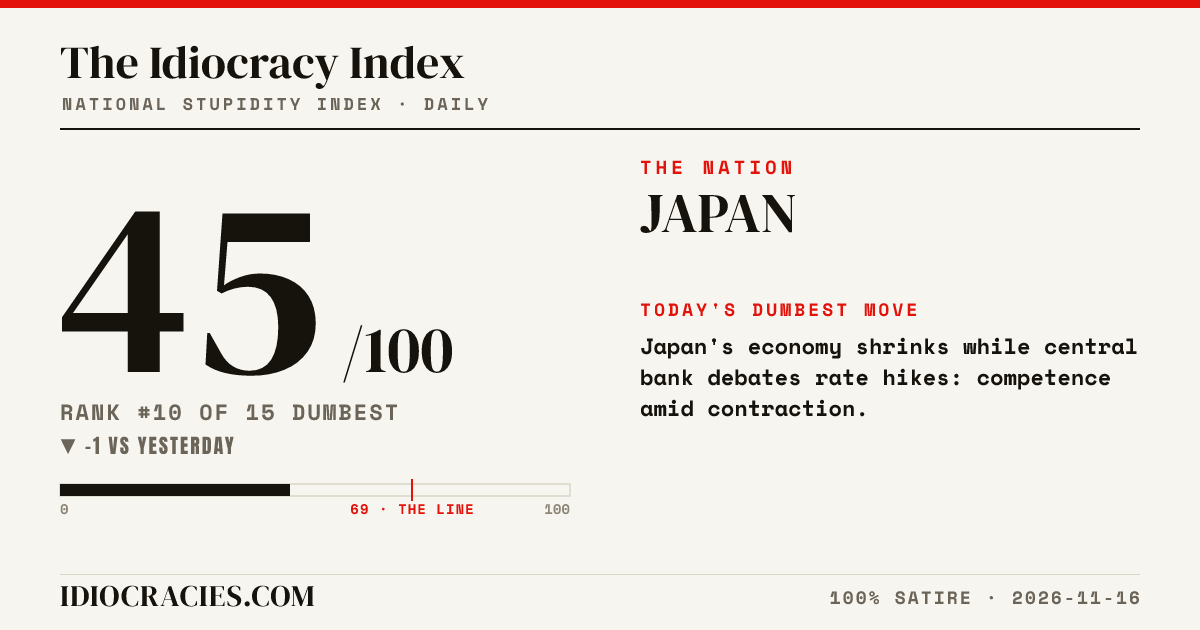 The Idiocracy Index
NATIONAL STUPIDITY INDEX · DAILY
45 /100
RANK #10 OF 15 DUMBEST
▼ -1 VS YESTERDAY
0
69 · THE LINE
100
THE NATION
JAPAN
TODAY'S DUMBEST MOVE
Japan's economy shrinks while central
bank debates rate hikes: competence
amid contraction.
IDIOCRACIES.COM
100% SATIRE · 2026-11-16